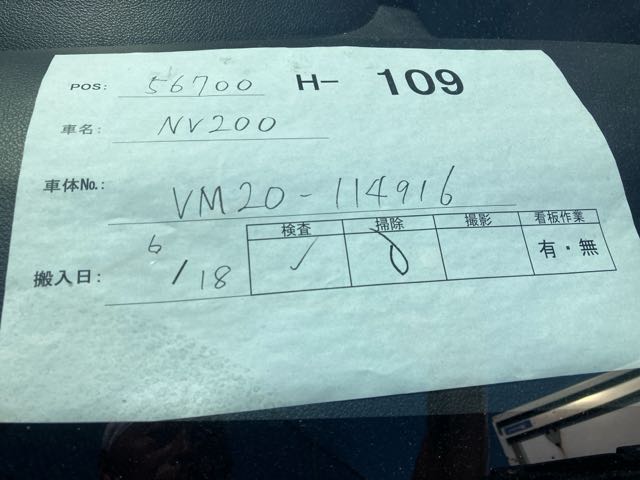 POS: 56700 H- 109
車名: NV200
車体No.: VM20-114916
検査 掃除 撮影 看板作業
搬入日: 6/18 ✓ 有・無